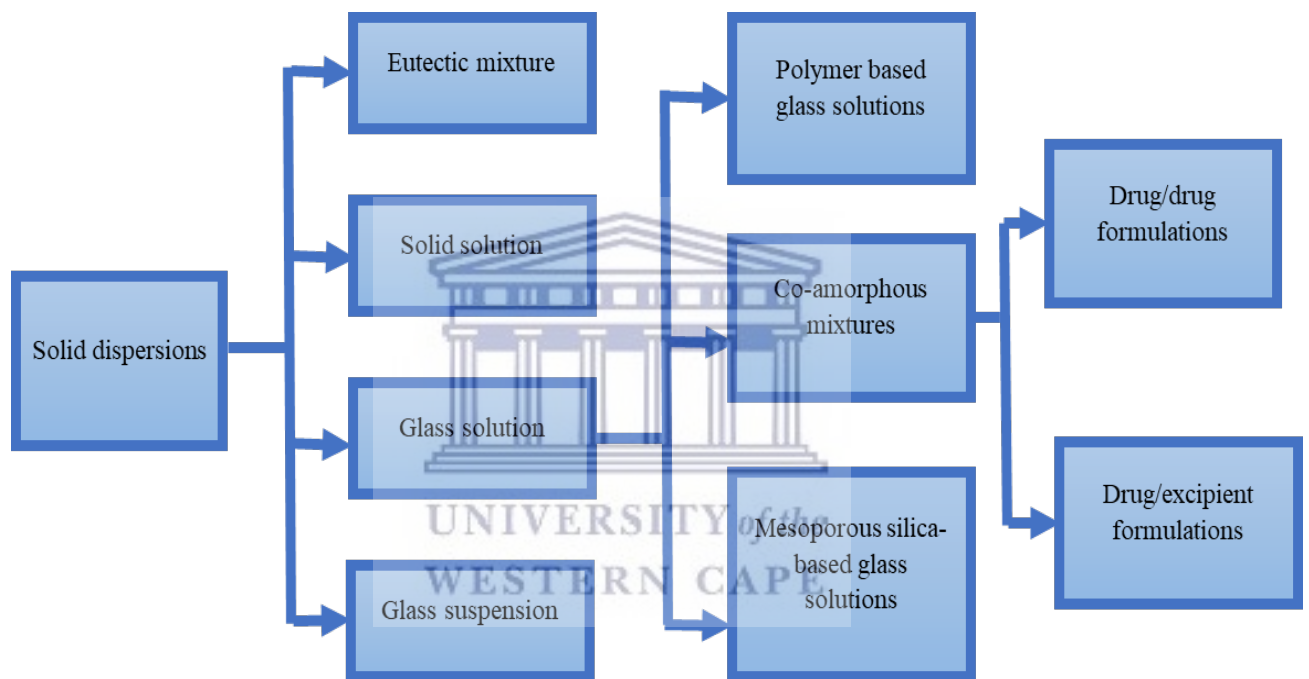 Solid dispersions
Eutectic mixture
Solid solution
Glass solution
Glass suspension
Polymer based
glass solutions
Co-amorphous
mixtures
Mesoporous silica-
based glass
solutions
Drug/drug
formulations
Drug/excipient
formulations
UNIVERSITY of the
WESTERN CAPE